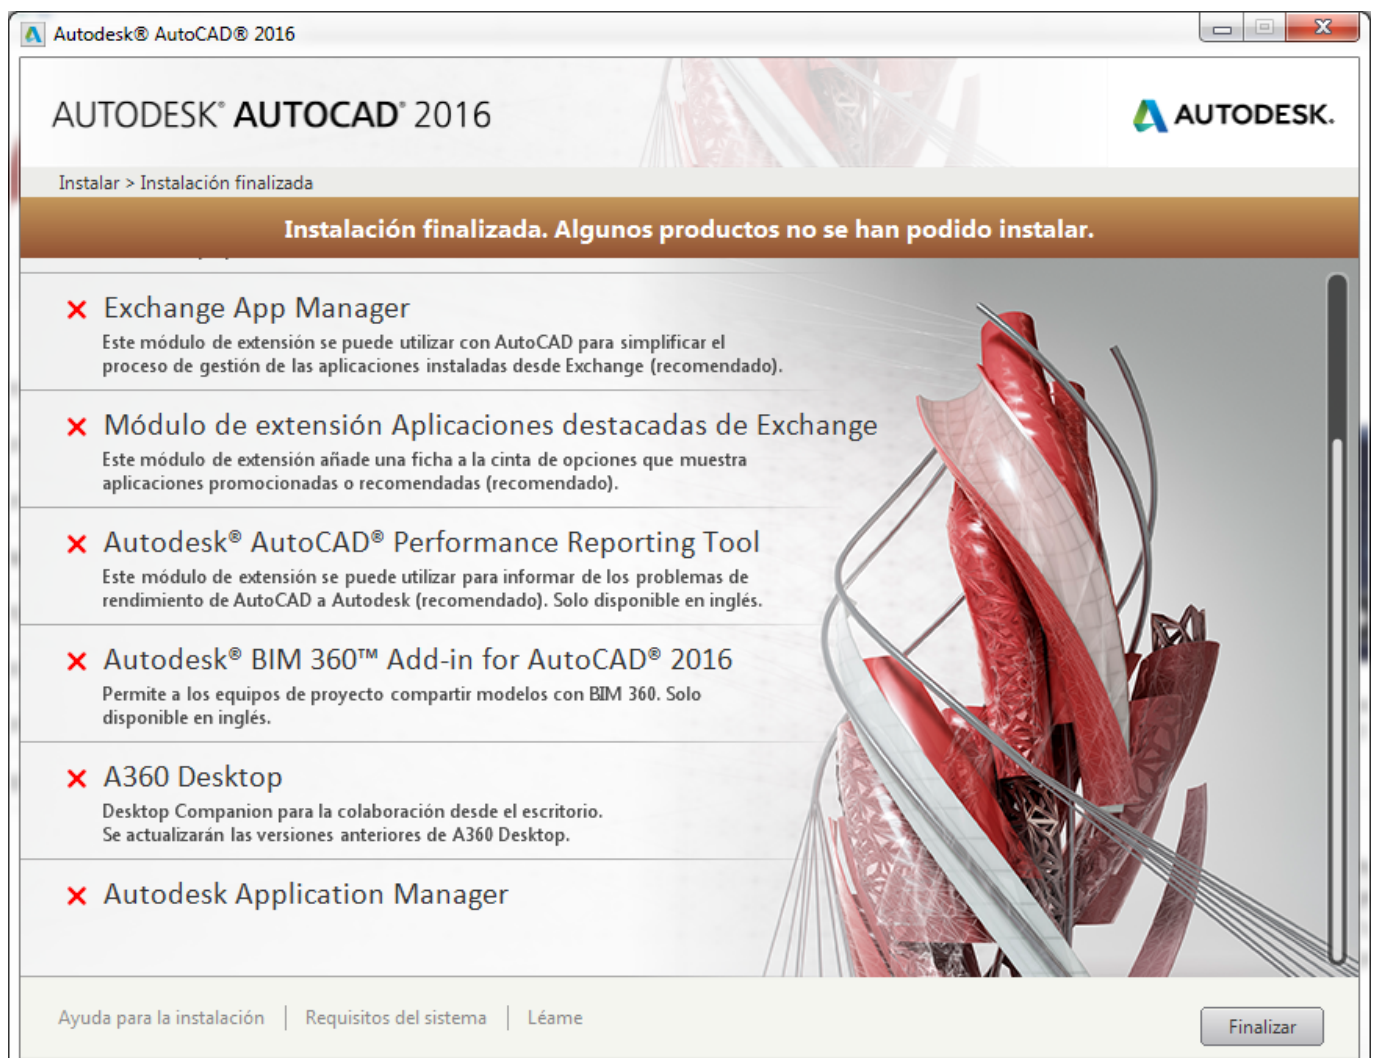 Autodesk® AutoCAD® 2016
AUTODESK® AUTOCAD® 2016
AUTODESK.
Instalar > Instalación finalizada
Instalación finalizada. Algunos productos no se han podido instalar.
Exchange App Manager
Este módulo de extensión se puede utilizar con AutoCAD para simplificar el
proceso de gestión de las aplicaciones instaladas desde Exchange (recomendado).
Módulo de extensión Aplicaciones destacadas de Exchange
Este módulo de extensión añade una ficha a la cinta de opciones que muestra
aplicaciones promocionadas o recomendadas (recomendado).
Autodesk® AutoCAD® Performance Reporting Tool
Este módulo de extensión se puede utilizar para informar de los problemas de
rendimiento de AutoCAD a Autodesk (recomendado). Solo disponible en inglés.
Autodesk® BIM 360™ Add-in for AutoCAD® 2016
Permite a los equipos de proyecto compartir modelos con BIM 360. Solo
disponible en inglés.
A360 Desktop
Desktop Companion para la colaboración desde el escritorio.
Se actualizarán las versiones anteriores de A360 Desktop.
Autodesk Application Manager
Ayuda para la instalación | Requisitos del sistema | Léame
Finalizar